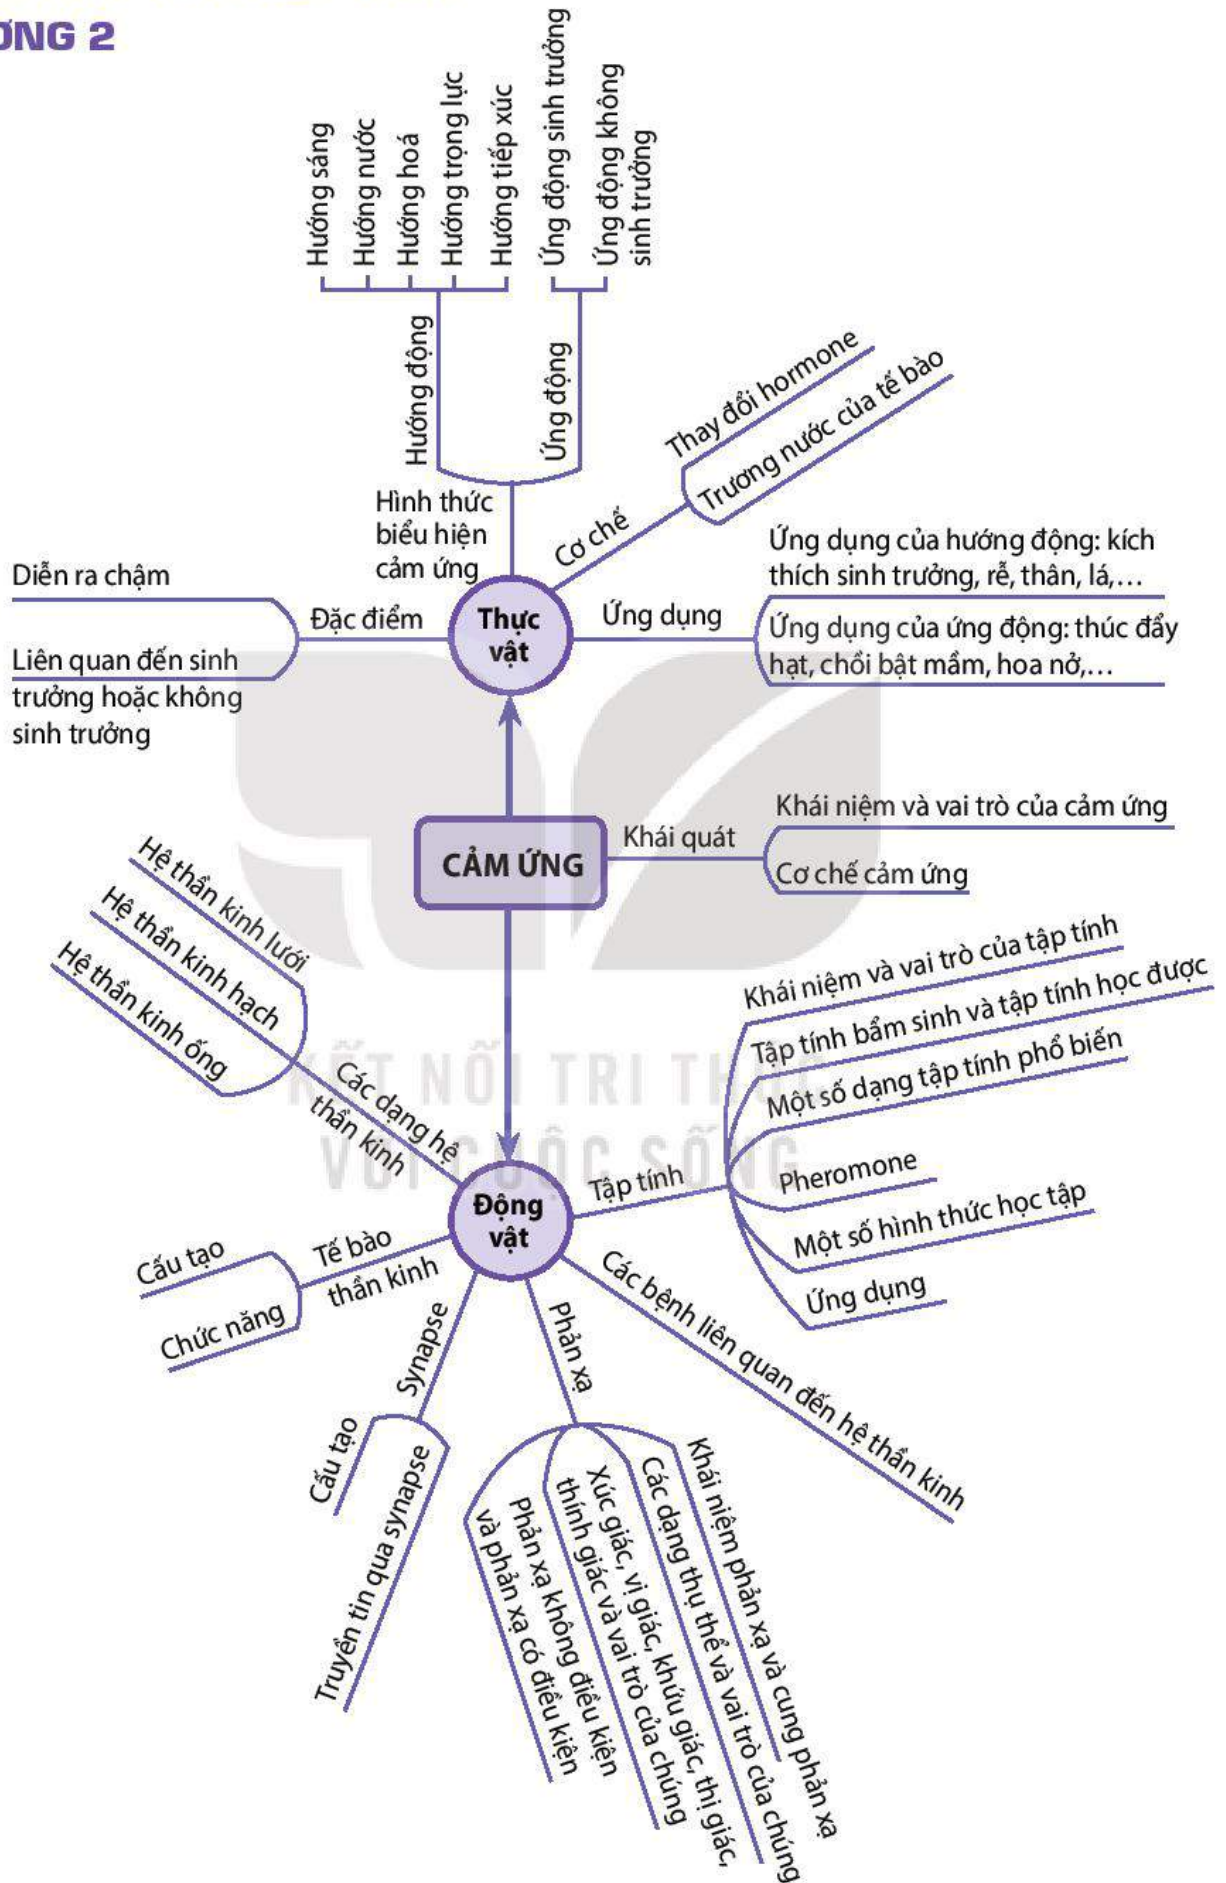 ƯƠNG 2
Hướng sáng
Hướng nước
Hướng hoá
Hướng trọng lực
Hướng tiếp xúc
Ứng động sinh trưởng
Ứng động không
sinh trưởng
Hướng động
Ứng động
Hình thức
biểu hiện
cảm ứng
Cơ chế
Thay đổi hormone
Trương nước của tế bào
Diễn ra chậm
Liên quan đến sinh
trưởng hoặc không
sinh trưởng
Đặc điểm
Thực
vật
Ứng dụng
Ứng dụng của hướng động: kích
thích sinh trưởng, rễ, thân, lá,...
Ứng dụng của ứng động: thúc đẩy
hạt, chồi bật mầm, hoa nở,...
CẢM ỨNG
Khái quát
Khái niệm và vai trò của cảm ứng
Cơ chế cảm ứng
Hệ thần kinh lưới
Hệ thần kinh hạch
Hệ thần kinh ống
Các dạng hệ
thần kinh
KẾT NỐI TRI THỨC
VỚI CUỘC SỐNG
Động
vật
Tập tính
Khái niệm và vai trò của tập tính
Tập tính bẩm sinh và tập tính học được
Một số dạng tập tính phổ biến
Pheromone
Một số hình thức học tập
Ứng dụng
Tế bào
thần kinh
Cấu tạo
Chức năng
Synapse
Cấu tạo
Truyền tin qua synapse
Phản xạ
Phản xạ không điều kiện
và phản xạ có điều kiện
Xúc giác, vị giác, khứu giác, thị giác,
thính giác và vai trò của chúng
Các dạng thụ thể và vai trò của chúng
Khái niệm phản xạ và cung phản xạ
Các bệnh liên quan đến hệ thần kinh